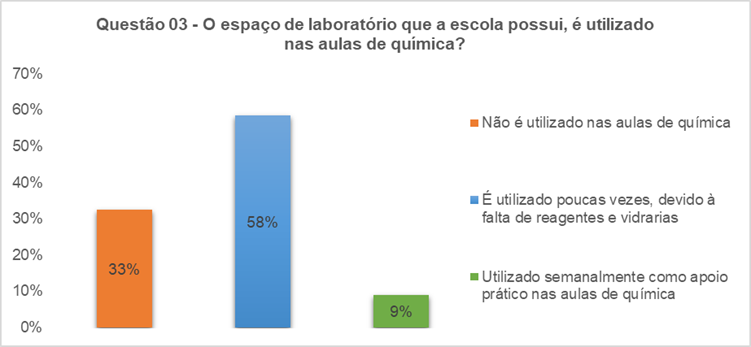 Questão 03 - O espaço de laboratório que a escola possui, é utilizado
nas aulas de química?
70%
60%
50%
40%
30%
20%
10%
0%
33%
58%
9%
Não é utilizado nas aulas de química
É utilizado poucas vezes, devido à
falta de reagentes e vidrarias
Utilizado semanalmente como apoio
prático nas aulas de química